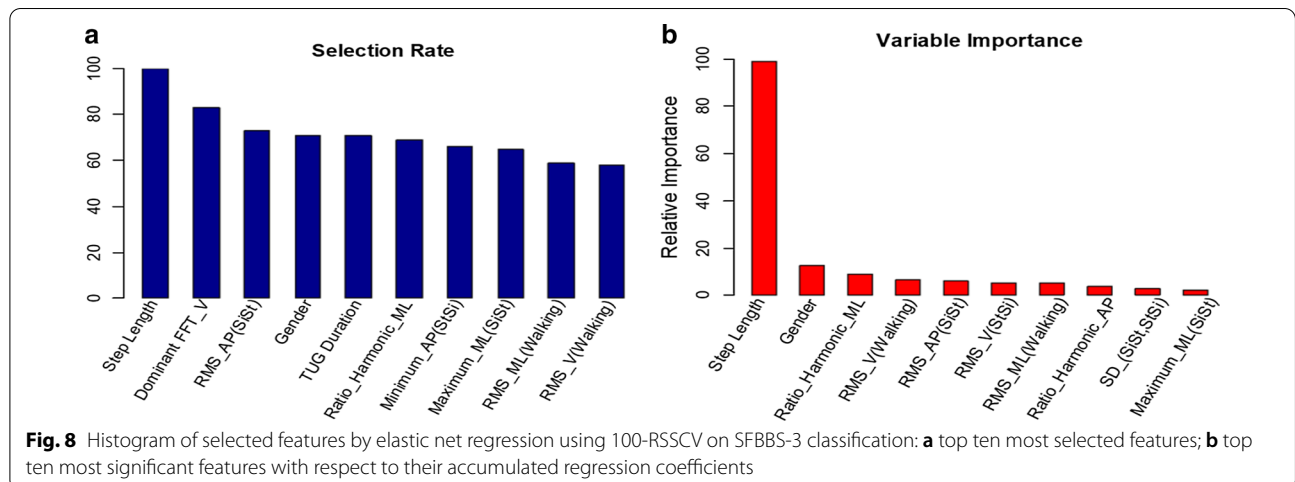 a
Selection Rate
100
80
60
40
20
0
Step Length
Dominant FFT_V
RMS_AP(SiSt)
Gender
TUG Duration
Ratio_Harmonic_ML
Minimum_AP(StSi)
Maximum_ML(SiSt)
RMS_ML(Walking)
RMS_V(Walking)
b
Variable Importance
Relative Importance
100
80
60
40
20
0
Step Length
Gender
Ratio_Harmonic_ML
RMS_V(Walking)
RMS_AP(SiSt)
RMS_V(StSi)
RMS_ML(Walking)
Ratio_Harmonic_AP
SD_(SiSt.StSi)
Maximum_ML(SiSt)
Fig. 8 Histogram of selected features by elastic net regression using 100-RSSCV on SFBBS-3 classification: a top ten most selected features; b top
ten most significant features with respect to their accumulated regression coefficients